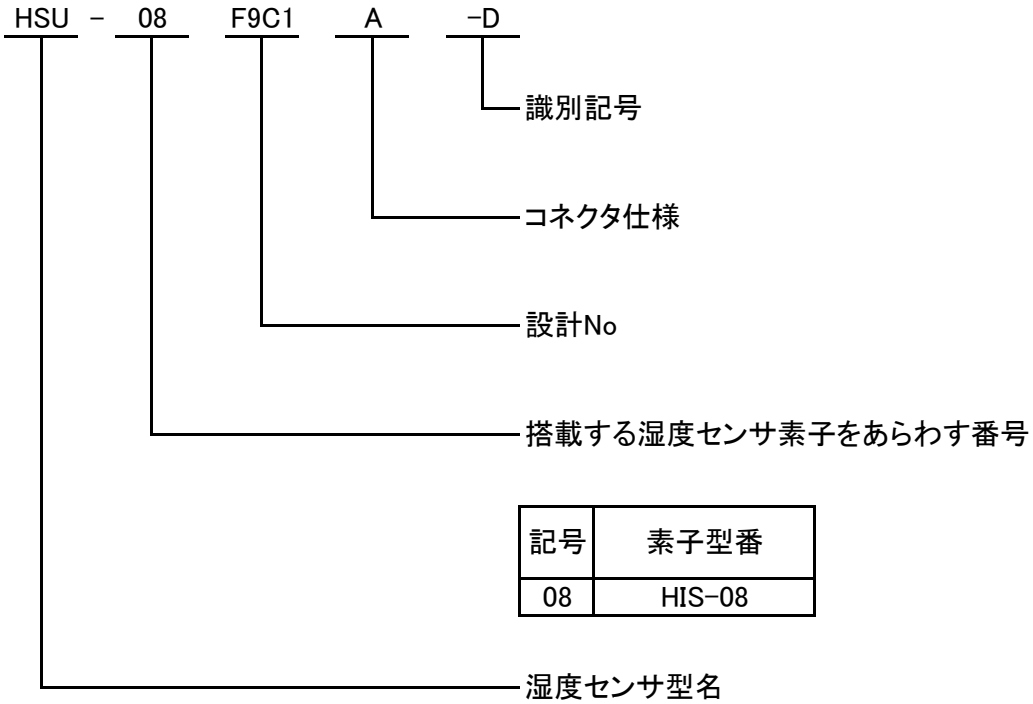 HSU - 08 F9C1 A -D
識別記号
コネクタ仕様
設計No
搭載する湿度センサ素子をあらわす番号
記号 素子型番
08 HIS-08
湿度センサ型名